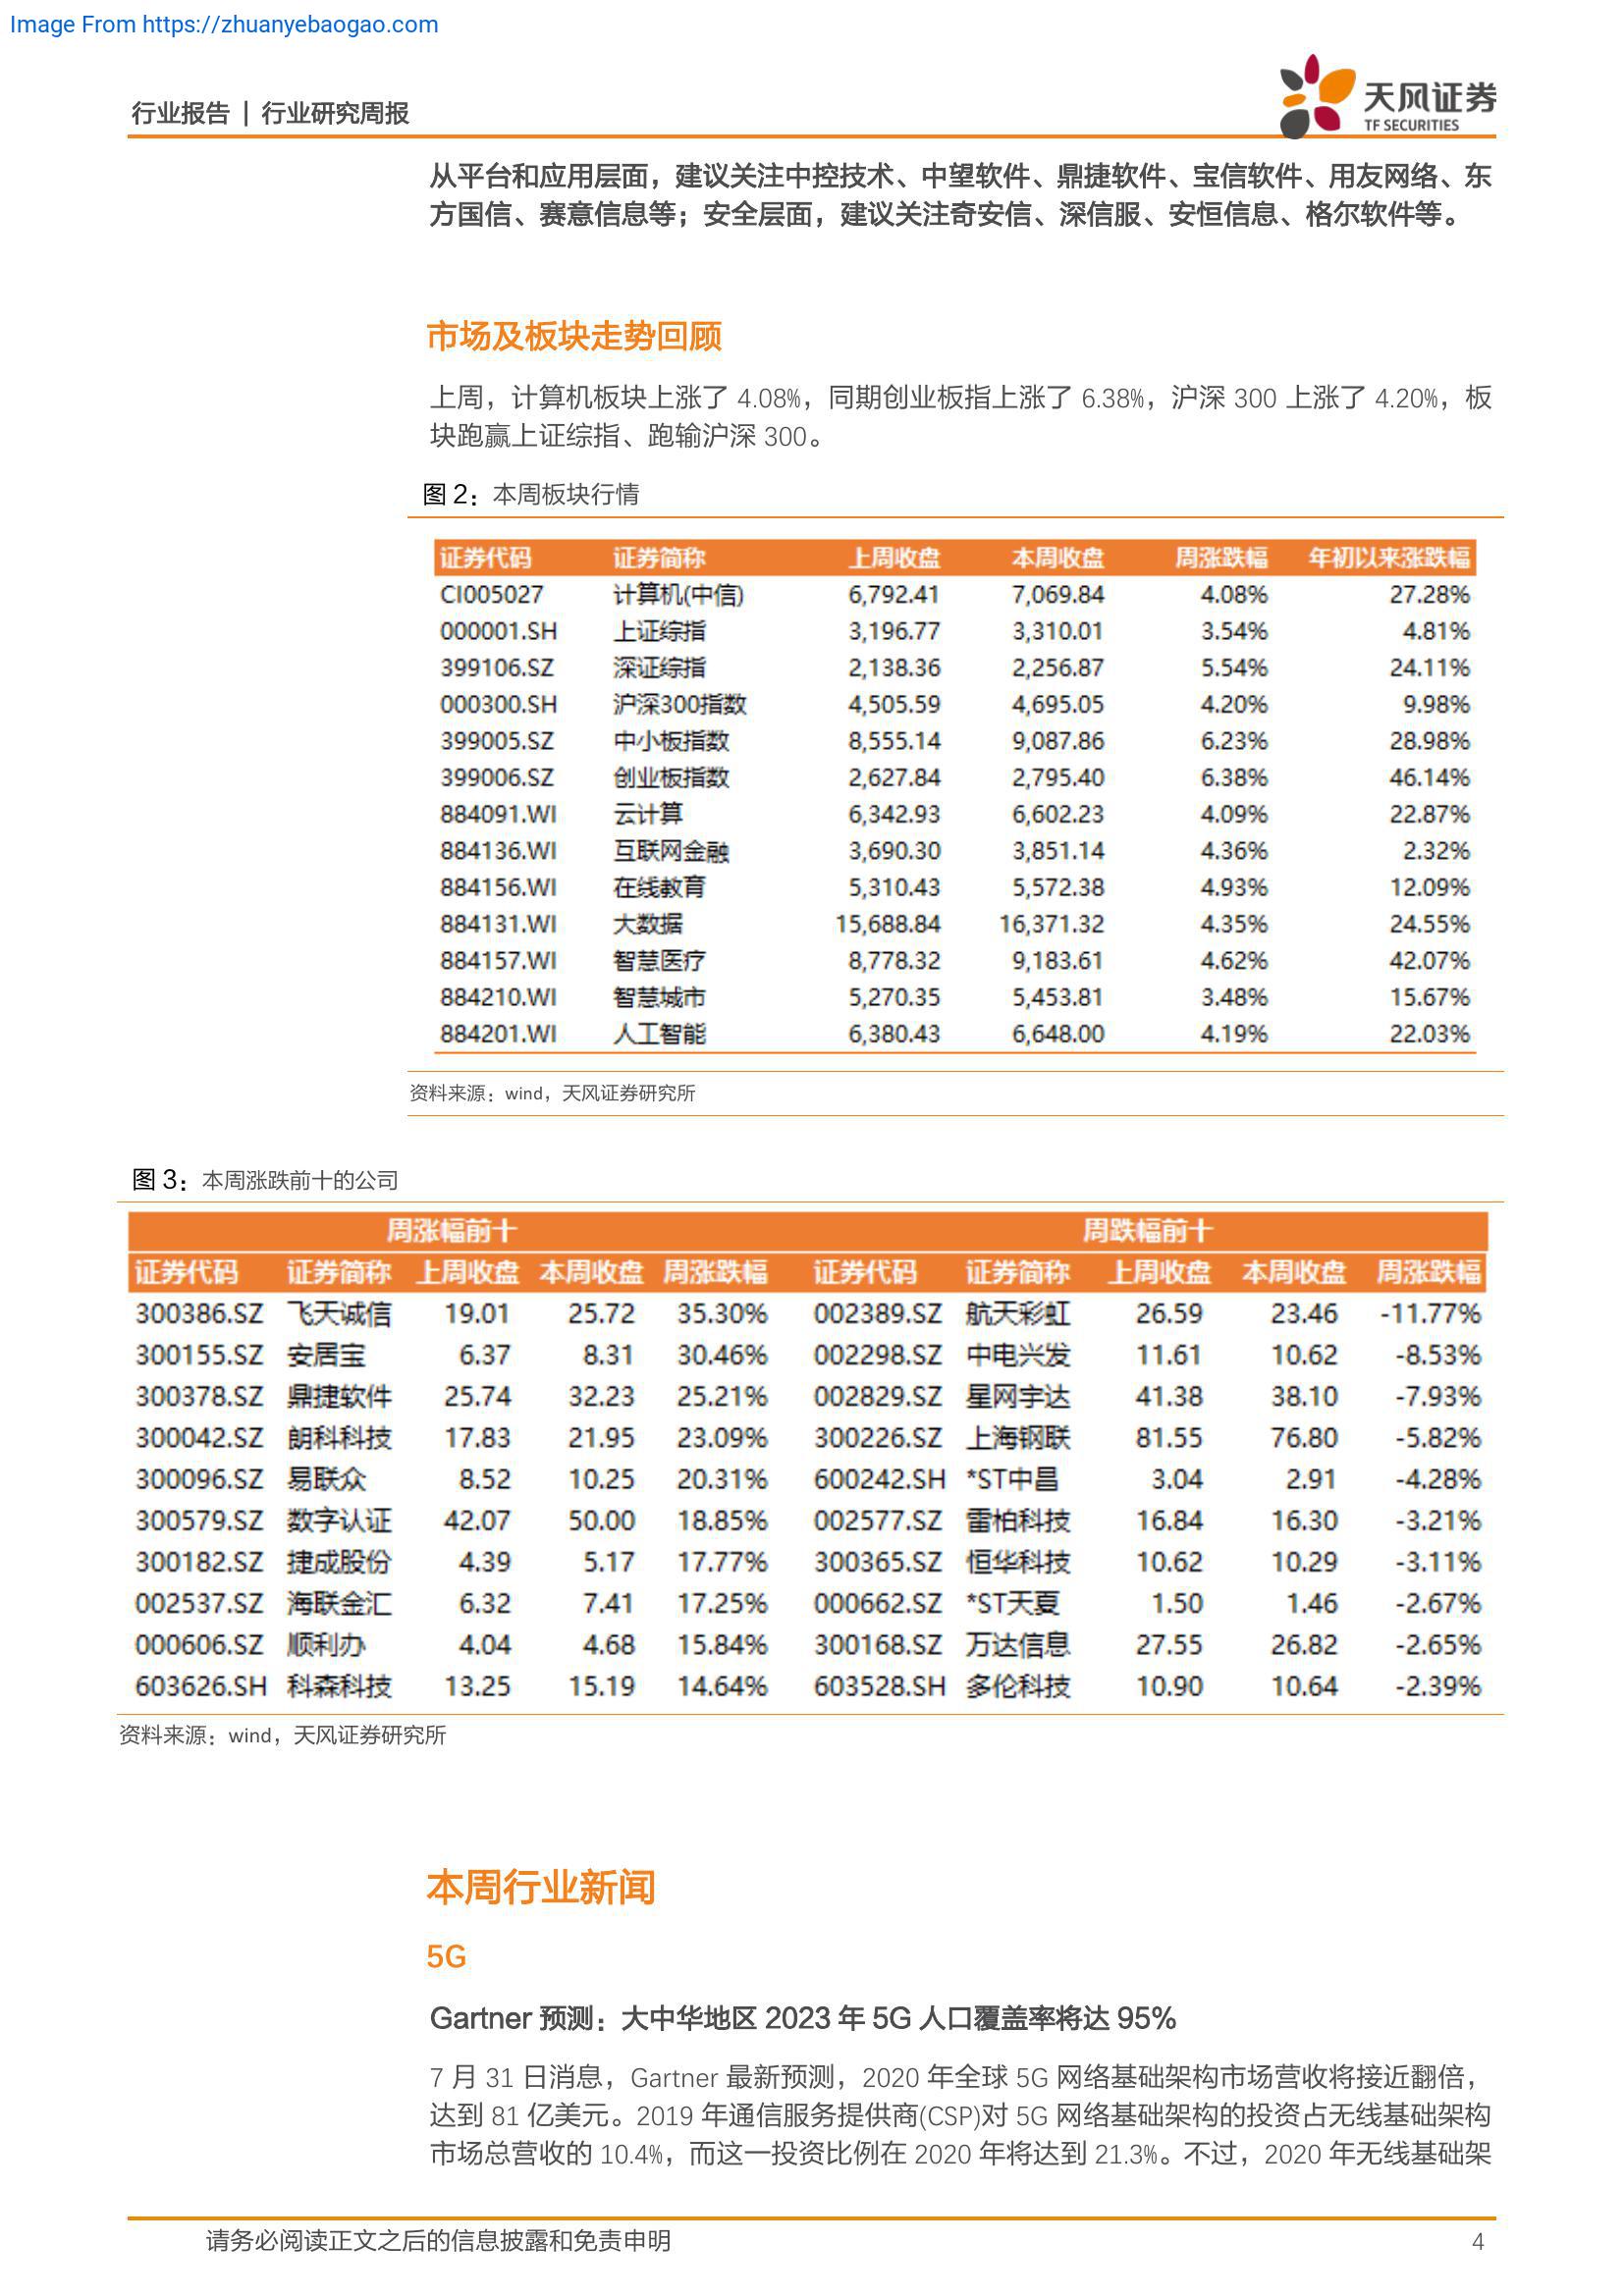 Image From https://zhuanyebaogao.com
行业报告 | 行业研究周报
天风证券
TF SECURITIES
从平台和应用层面，建议关注中控技术、中望软件、鼎捷软件、宝信软件、用友网络、东
方国信、赛意信息等；安全层面，建议关注奇安信、深信服、安恒信息、格尔软件等。
市场及板块走势回顾
上周，计算机板块上涨了 4.08%，同期创业板指上涨了 6.38%，沪深 300 上涨了 4.20%，板
块跑赢上证综指、跑输沪深 300。
图 2：本周板块行情
证券代码 证券简称 上周收盘 本周收盘 周涨跌幅 年初以来涨跌幅
CI005027 计算机(中信) 6,792.41 7,069.84 4.08% 27.28%
000001.SH 上证综指 3,196.77 3,310.01 3.54% 4.81%
399106.SZ 深证综指 2,138.36 2,256.87 5.54% 24.11%
000300.SH 沪深300指数 4,505.59 4,695.05 4.20% 9.98%
399005.SZ 中小板指数 8,555.14 9,087.86 6.23% 28.98%
399006.SZ 创业板指数 2,627.84 2,795.40 6.38% 46.14%
884091.WI 云计算 6,342.93 6,602.23 4.09% 22.87%
884136.WI 互联网金融 3,690.30 3,851.14 4.36% 2.32%
884156.WI 在线教育 5,310.43 5,572.38 4.93% 12.09%
884131.WI 大数据 15,688.84 16,371.32 4.35% 24.55%
884157.WI 智慧医疗 8,778.32 9,183.61 4.62% 42.07%
884210.WI 智慧城市 5,270.35 5,453.81 3.48% 15.67%
884201.WI 人工智能 6,380.43 6,648.00 4.19% 22.03%
资料来源：wind，天风证券研究所
图 3：本周涨跌前十的公司
周涨幅前十 周跌幅前十
证券代码 证券简称 上周收盘 本周收盘 周涨跌幅 证券代码 证券简称 上周收盘 本周收盘 周涨跌幅
300386.SZ 飞天诚信 19.01 25.72 35.30% 002389.SZ 航天彩虹 26.59 23.46 -11.77%
300155.SZ 安居宝 6.37 8.31 30.46% 002298.SZ 中电兴发 11.61 10.62 -8.53%
300378.SZ 鼎捷软件 25.74 32.23 25.21% 002829.SZ 星网宇达 41.38 38.10 -7.93%
300042.SZ 朗科科技 17.83 21.95 23.09% 300226.SZ 上海钢联 81.55 76.80 -5.82%
300096.SZ 易联众 8.52 10.25 20.31% 600242.SH *ST中昌 3.04 2.91 -4.28%
300579.SZ 数字认证 42.07 50.00 18.85% 002577.SZ 雷柏科技 16.84 16.30 -3.21%
300182.SZ 捷成股份 4.39 5.17 17.77% 300365.SZ 恒华科技 10.62 10.29 -3.11%
002537.SZ 海联金汇 6.32 7.41 17.25% 000662.SZ *ST天夏 1.50 1.46 -2.67%
000606.SZ 顺利办 4.04 4.68 15.84% 300168.SZ 万达信息 27.55 26.82 -2.65%
603626.SH 科森科技 13.25 15.19 14.64% 603528.SH 多伦科技 10.90 10.64 -2.39%
资料来源：wind，天风证券研究所
本周行业新闻
5G
Gartner 预测：大中华地区 2023 年 5G 人口覆盖率将达 95%
7 月 31 日消息，Gartner 最新预测，2020 年全球 5G 网络基础架构市场营收将接近翻倍，
达到 81 亿美元。2019 年通信服务提供商(CSP)对 5G 网络基础架构的投资占无线基础架构
市场总营收的 10.4%，而这一投资比例在 2020 年将达到 21.3%。不过，2020 年无线基础架
请务必阅读正文之后的信息披露和免责申明 4